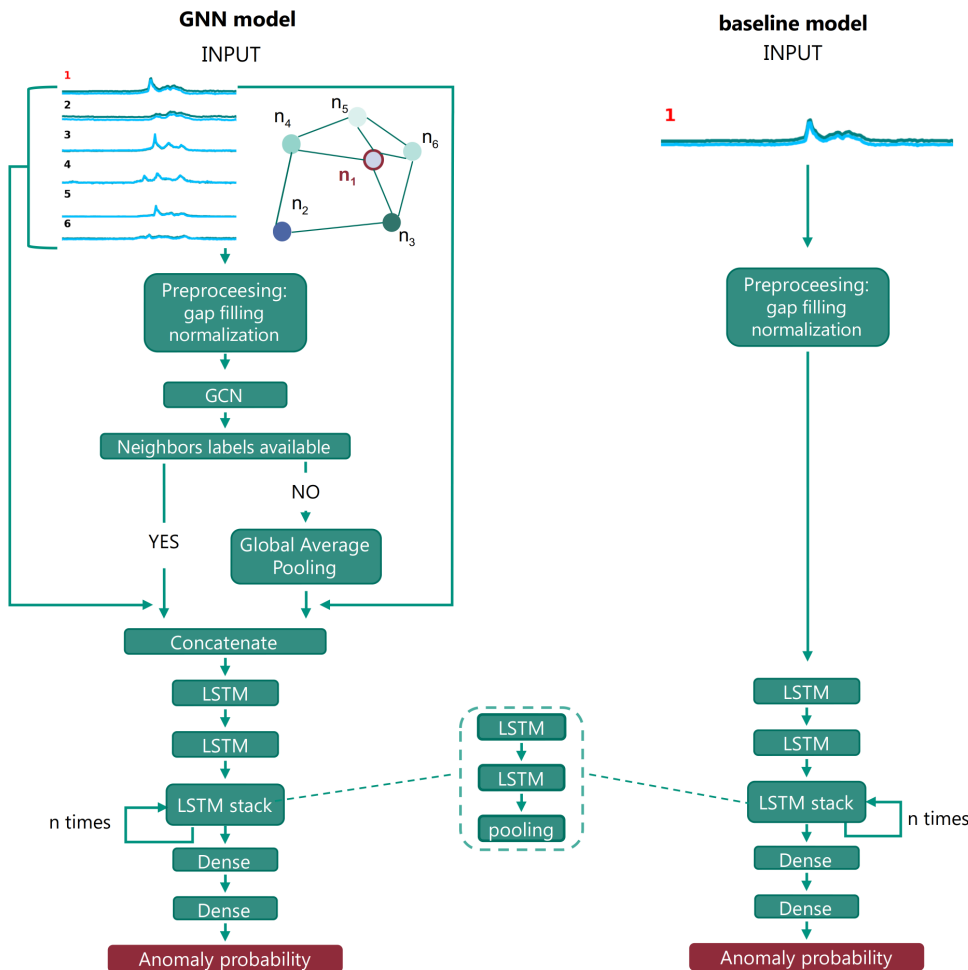 GNN model
INPUT
1
2
3
4
5
6
n5
n4
n6
n1
n2
n3
Preproceesing:
gap filling
normalization
GCN
Neighbors labels available
NO
YES
Global Average
Pooling
Concatenate
LSTM
LSTM
LSTM stack
n times
Dense
Dense
Anomaly probability
LSTM
LSTM
pooling
baseline model
INPUT
1
Preproceesing:
gap filling
normalization
LSTM
LSTM
LSTM stack
n times
Dense
Dense
Anomaly probability